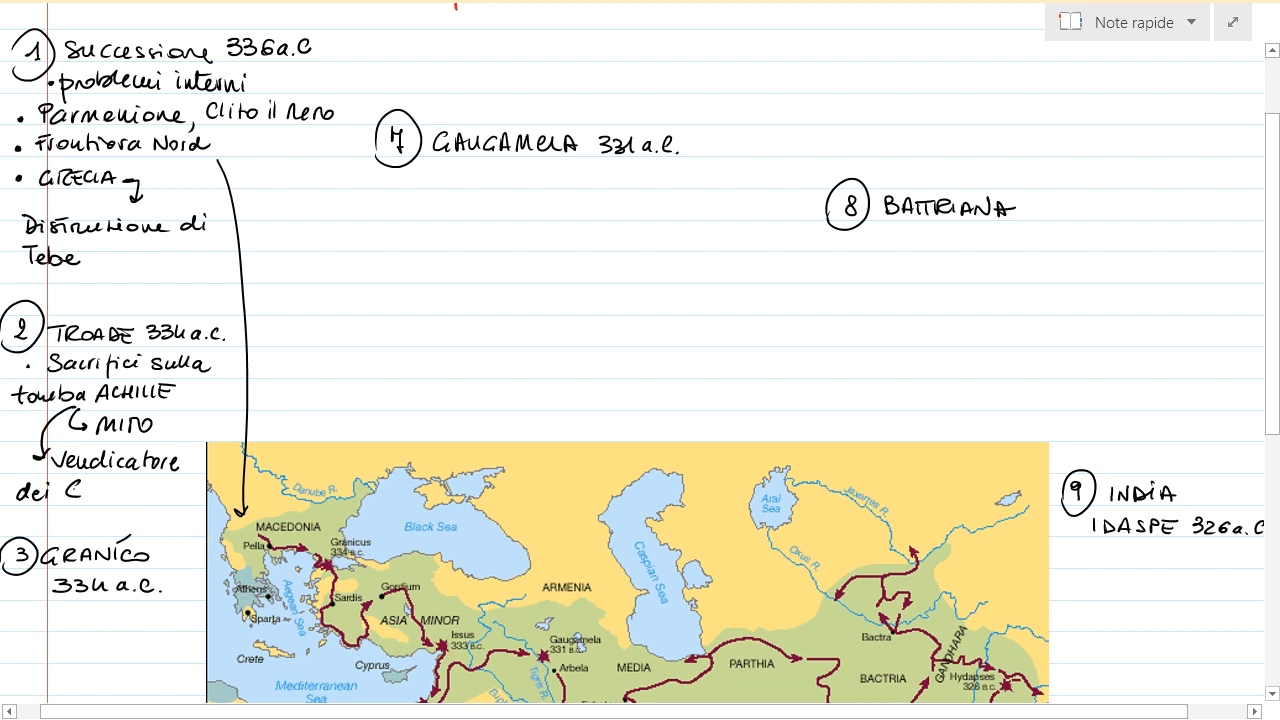 Note rapide
1 Successione 336 a.C
• problemi interni
• Parmenione, Clito il Nero
• Frontiera Nord
• GRECIA
Distruzione di
Tebe
2 TROADE 334 a.C.
• Sacrifici sulla
tomba ACHILLE
MITO
Vendicatore
dei C
3 GRANÍCO
334 a.C.
7 GAUGAMELA 331 a.C.
8 BATTRIANA
9 INDIA
IDASPE 326 a.C
Danube R.
Black Sea
Caspian Sea
Aral
Sea
Jaxartes R.
Oxus R.
MACEDONIA
Pella
Granicus
334 B.C.
Athens
Aegean Sea
Sparta
Sardis
Gordium
ASIA MINOR
ARMENIA
Crete
Cyprus
Issus
333 B.C.
Gaugamela
331 B.C.
Arbela
Tigris R.
MEDIA
PARTHIA
Bactra
BACTRIA
GANDHARA
Hydapses
326 B.C.
Mediterranean
Sea